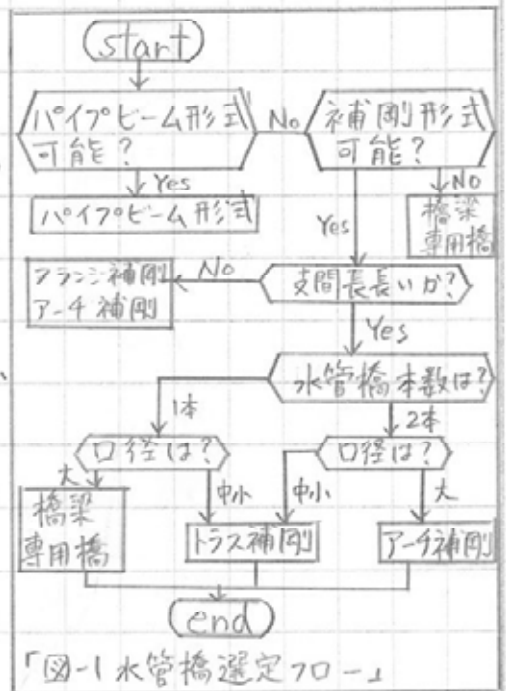 start
パイプビーム形式
可能?
No
補剛形式
可能?
Yes
NO
パイプビーム形式
橋梁
専用橋
Yes
フランジ補剛
アーチ補剛
No
支間長長いか?
Yes
水管橋本数は?
1本
2本
口径は?
口径は?
大
中小
中小
大
橋梁
専用橋
トラス補剛
アーチ補剛
end
「図-1 水管橋選定フロー」